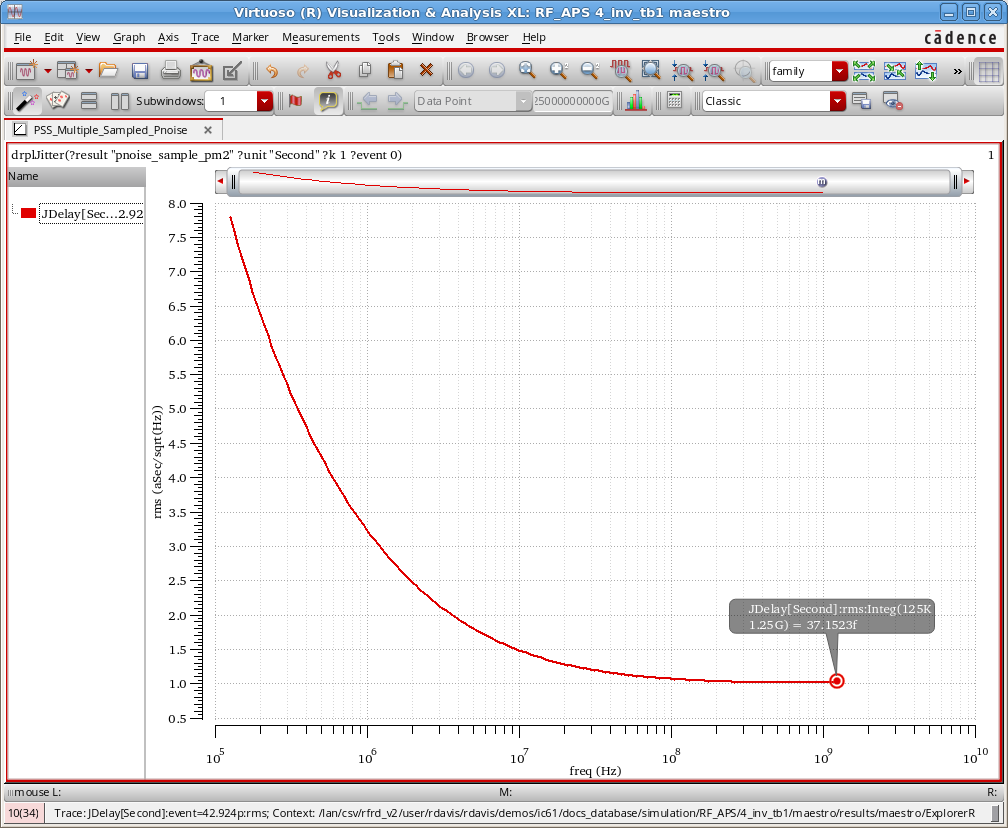 Virtuoso (R) Visualization & Analysis XL: RF_APS 4_inv_tb1 maestro
File Edit View Graph Axis Trace Marker Measurements Tools Window Browser Help
cādence
family
»
Subwindows: 1
Data Point
25000000000G
Classic
PSS_Multiple_Sampled_Pnoise
drplJitter(?result "pnoise_sample_pm2" ?unit "Second" ?k 1 ?event 0)
1
Name
JDelay[Sec...2.92
m
8.0
7.5
7.0
6.5
6.0
5.5
5.0
4.5
4.0
3.5
3.0
2.5
2.0
1.5
1.0
0.5
rms (aSec/sqrt(Hz))
JDelay[Second]:rms:Integ(125K
1.25G) = 37.1523f
10^5 10^6 10^7 10^8 10^9 10^10
freq (Hz)
mouse L: M: R:
10(34) Trace: JDelay[Second]:event=42.924p:rms; Context: /lan/csv/rfrd_v2/user/rdavis/rdavis/demos/ic61/docs_database/simulation/RF_APS/4_inv_tb1/maestro/results/maestro/ExplorerR